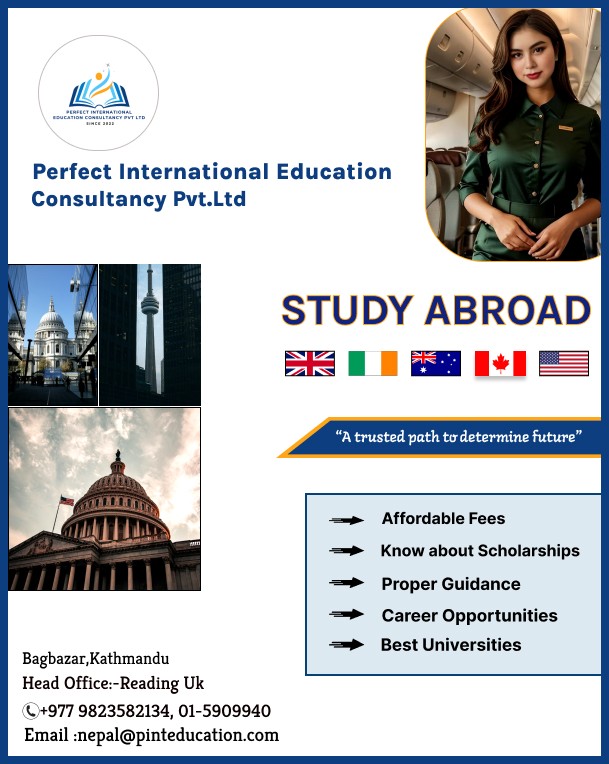 PERFECT INTERNATIONAL
EDUCATION CONSULTANCY PVT LTD
SINCE 2022
Perfect International Education
Consultancy Pvt.Ltd
STUDY ABROAD
“A trusted path to determine future”
Affordable Fees
Know about Scholarships
Proper Guidance
Career Opportunities
Best Universities
Bagbazar,Kathmandu
Head Office:-Reading Uk
+977 9823582134, 01-5909940
Email :nepal@pinteducation.com